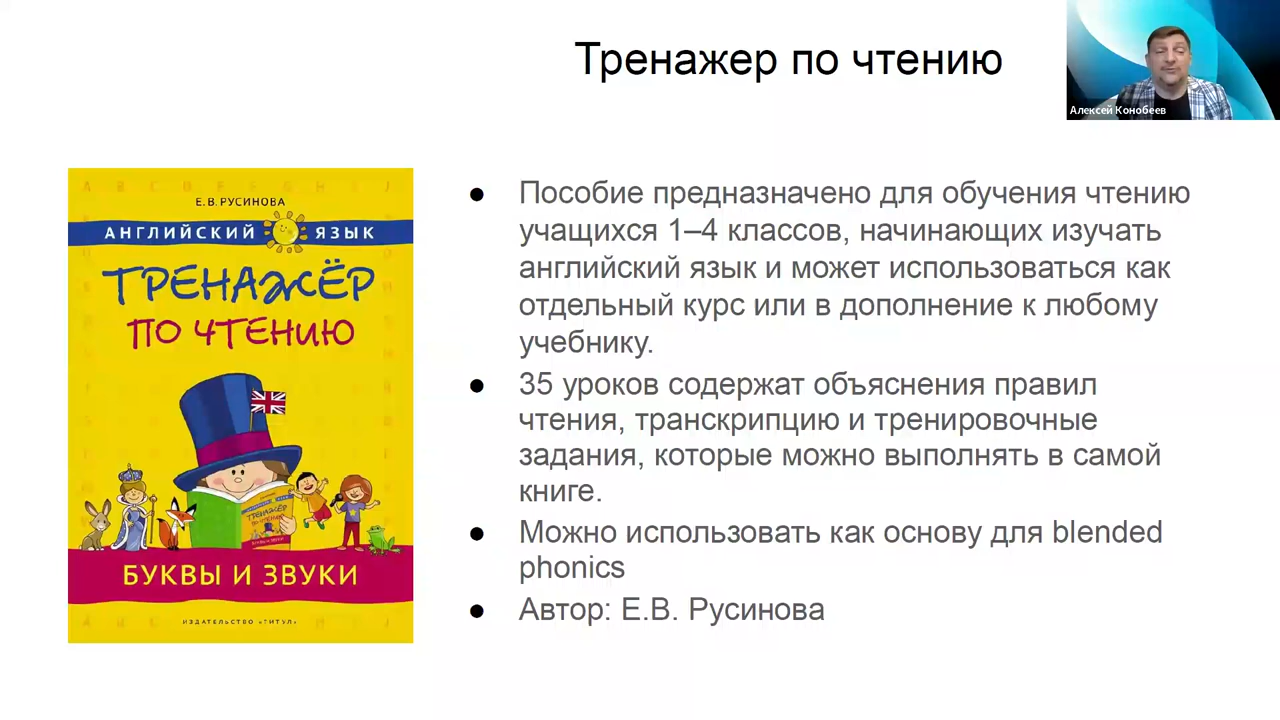 Тренажер по чтению
Алексей Конобеев
Е.В.РУСИНОВА
АНГЛИЙСКИЙ ЯЗЫК
ТРЕНАЖЁР
ПО ЧТЕНИЮ
ТРЕНАЖЁР
ПО ЧТЕНИЮ
БУКВЫ И ЗВУКИ
ИЗДАТЕЛЬСТВО «ТИТУЛ»
● Пособие предназначено для обучения чтению
учащихся 1–4 классов, начинающих изучать
английский язык и может использоваться как
отдельный курс или в дополнение к любому
учебнику.
● 35 уроков содержат объяснения правил
чтения, транскрипцию и тренировочные
задания, которые можно выполнять в самой
книге.
● Можно использовать как основу для blended
phonics
● Автор: Е.В. Русинова